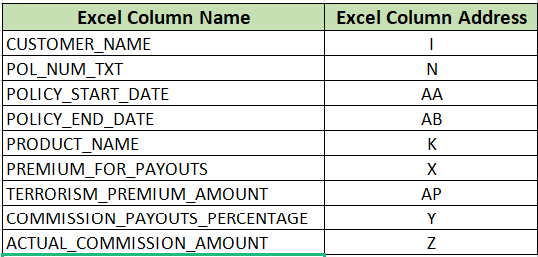 Excel Column Name Excel Column Address
CUSTOMER_NAME I
POL_NUM_TXT N
POLICY_START_DATE AA
POLICY_END_DATE AB
PRODUCT_NAME K
PREMIUM_FOR_PAYOUTS X
TERRORISM_PREMIUM_AMOUNT AP
COMMISSION_PAYOUTS_PERCENTAGE Y
ACTUAL_COMMISSION_AMOUNT Z